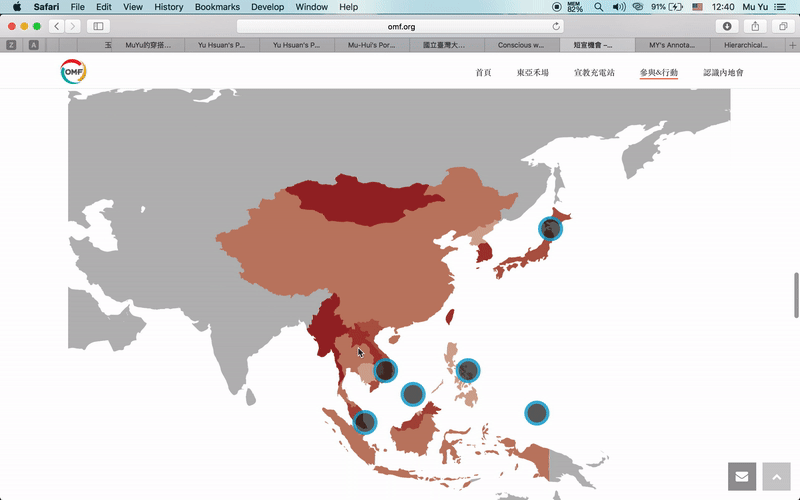 Safari File Edit View History Bookmarks Develop Window Help MEM 82% 91% 12:40 Mu Yu
omf.org
Z A 玉 MuYu的穿搭... Yu Hsuan's P... Yu Hsuan's P... Mu-Hui's Por... 國立臺灣大... Conscious w... 短宣機會 –... MY's Annota... Hierarchical...
OMF 首頁 東亞禾場 宣教充電站 參與&行動 認識內地會